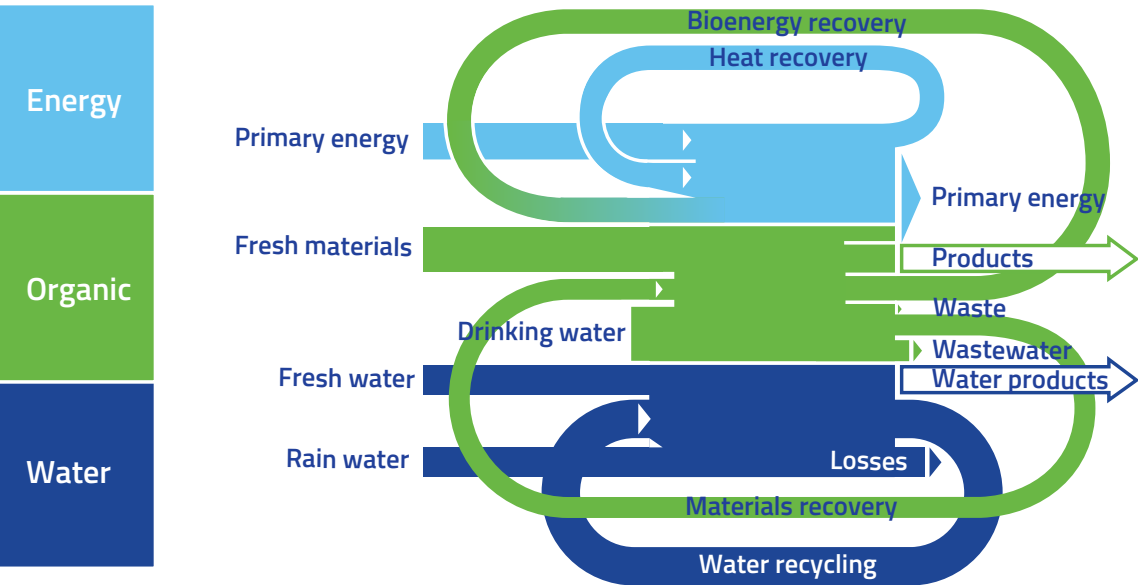 Bioenergy recovery
Heat recovery
Energy
Primary energy
Primary energy
Fresh materials
Products
Organic
Waste
Drinking water
Wastewater
Fresh water
Water products
Rain water
Losses
Water
Materials recovery
Water recycling